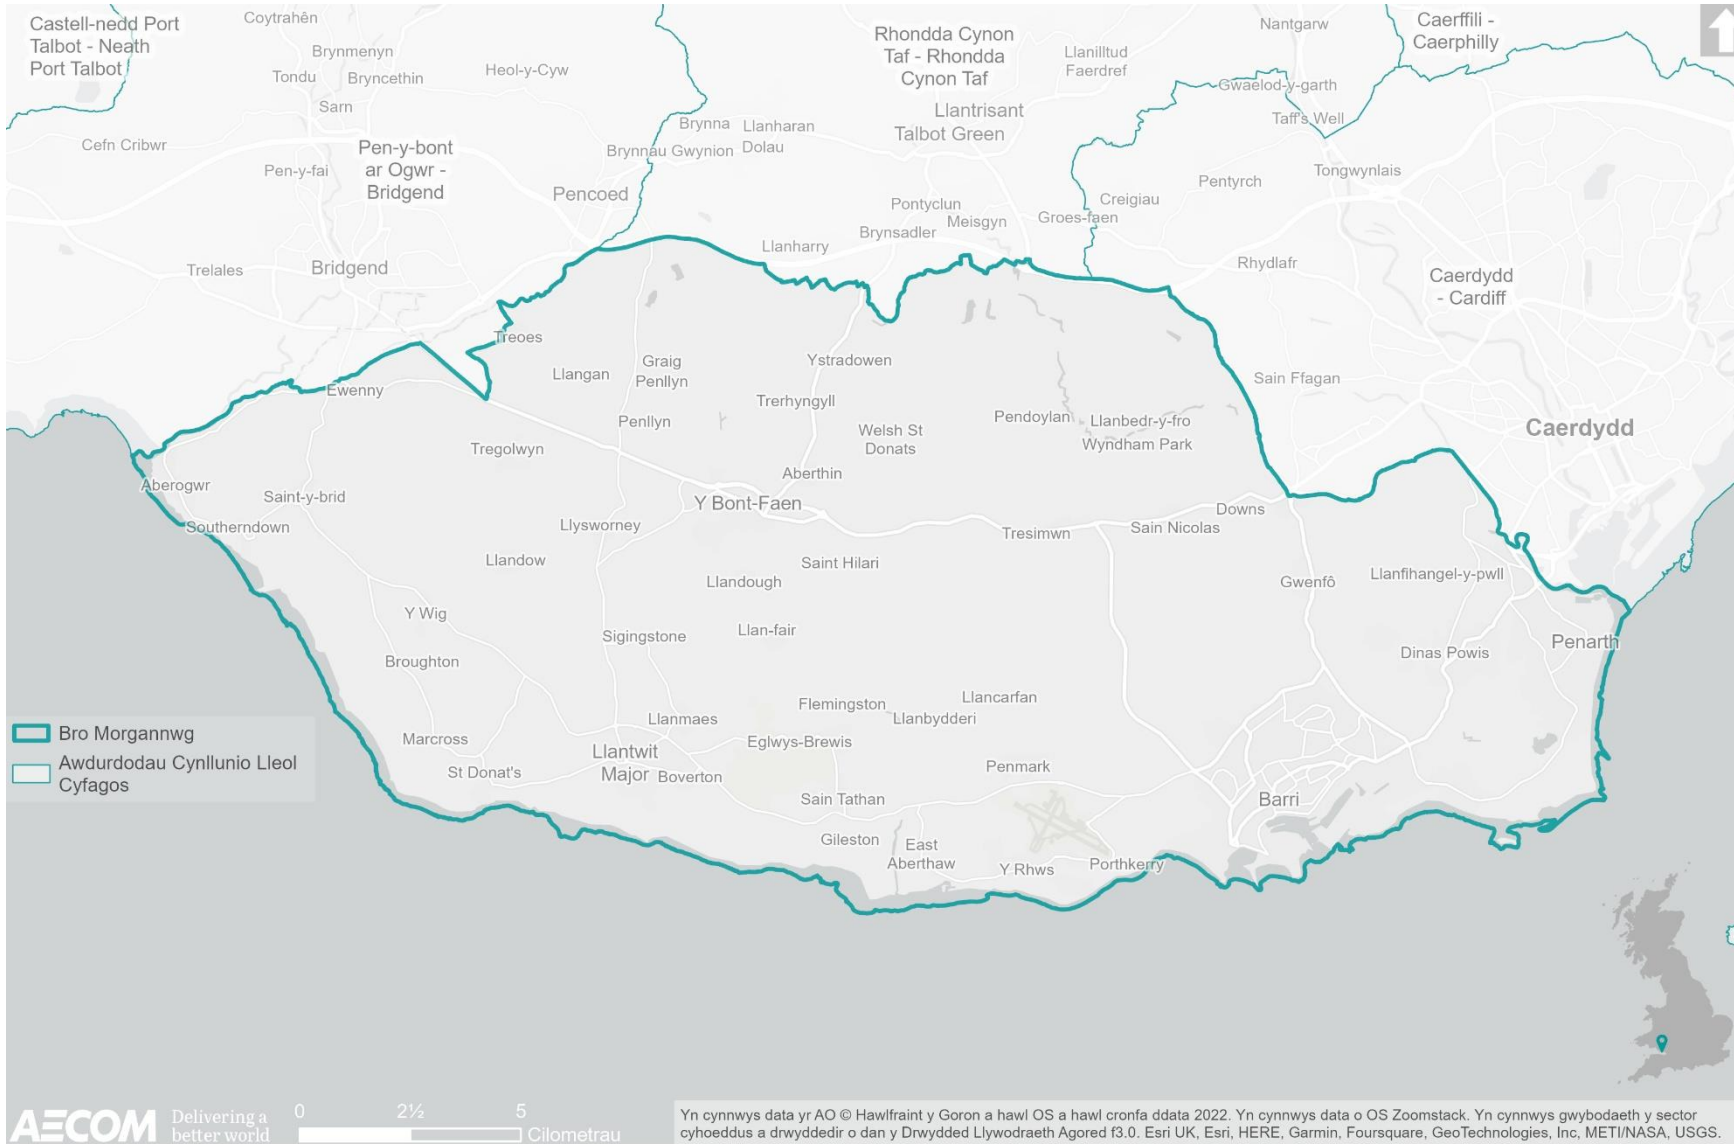 Castell-nedd Port
Talbot - Neath
Port Talbot
Coytrahên
Brynmenyn
Tondu
Bryncethin
Sarn
Heol-y-Cyw
Cefn Cribwr
Pen-y-fai
Pen-y-bont
ar Ogwr -
Bridgend
Pencoed
Trelales
Bridgend
Rhondda Cynon
Taf - Rhondda
Cynon Taf
Llanilltud
Faerdref
Nantgarw
Caerffili -
Caerphilly
Gwaelod-y-garth
Taff's Well
Llantrisant
Talbot Green
Brynna
Llanharan
Brynnau Gwynion
Dolau
Tongwynlais
Pentyrch
Creigiau
Pontyclun
Meisgyn
Groes-faen
Brynsadler
Llanharry
Rhydlafr
Caerdydd
- Cardiff
Treoes
Llangan
Graig
Penllyn
Ystradowen
Sain Ffagan
Ewenny
Trerhyngyll
Penllyn
Pendoylan
Llanbedr-y-fro
Wyndham Park
Caerdydd
Welsh St
Donats
Tregolwyn
Aberthin
Aberogwr
Saint-y-brid
Y Bont-Faen
Downs
Southerndown
Llysworney
Tresimwn
Sain Nicolas
Llandow
Saint Hilari
Llandough
Gwenfô
Llanfihangel-y-pwll
Y Wig
Sigingstone
Llan-fair
Penarth
Dinas Powis
Broughton
Flemingston
Llancarfan
Llanbydderi
Llanmaes
Marcross
Eglwys-Brewis
Llantwit
Major
St Donat's
Boverton
Penmark
Sain Tathan
Barri
Gileston
East
Aberthaw
Y Rhws
Porthkerry
Bro Morgannwg
Awdurdodau Cynllunio Lleol
Cyfagos
AECOM
Delivering a
better world
0 2½ 5
Cilometrau
Yn cynnwys data yr AO © Hawlfraint y Goron a hawl OS a hawl cronfa ddata 2022. Yn cynnwys data o OS Zoomstack. Yn cynnwys gwybodaeth y sector
cyhoeddus a drwyddedir o dan y Drwydded Llywodraeth Agored f3.0. Esri UK, Esri, HERE, Garmin, Foursquare, GeoTechnologies, Inc, METI/NASA, USGS.